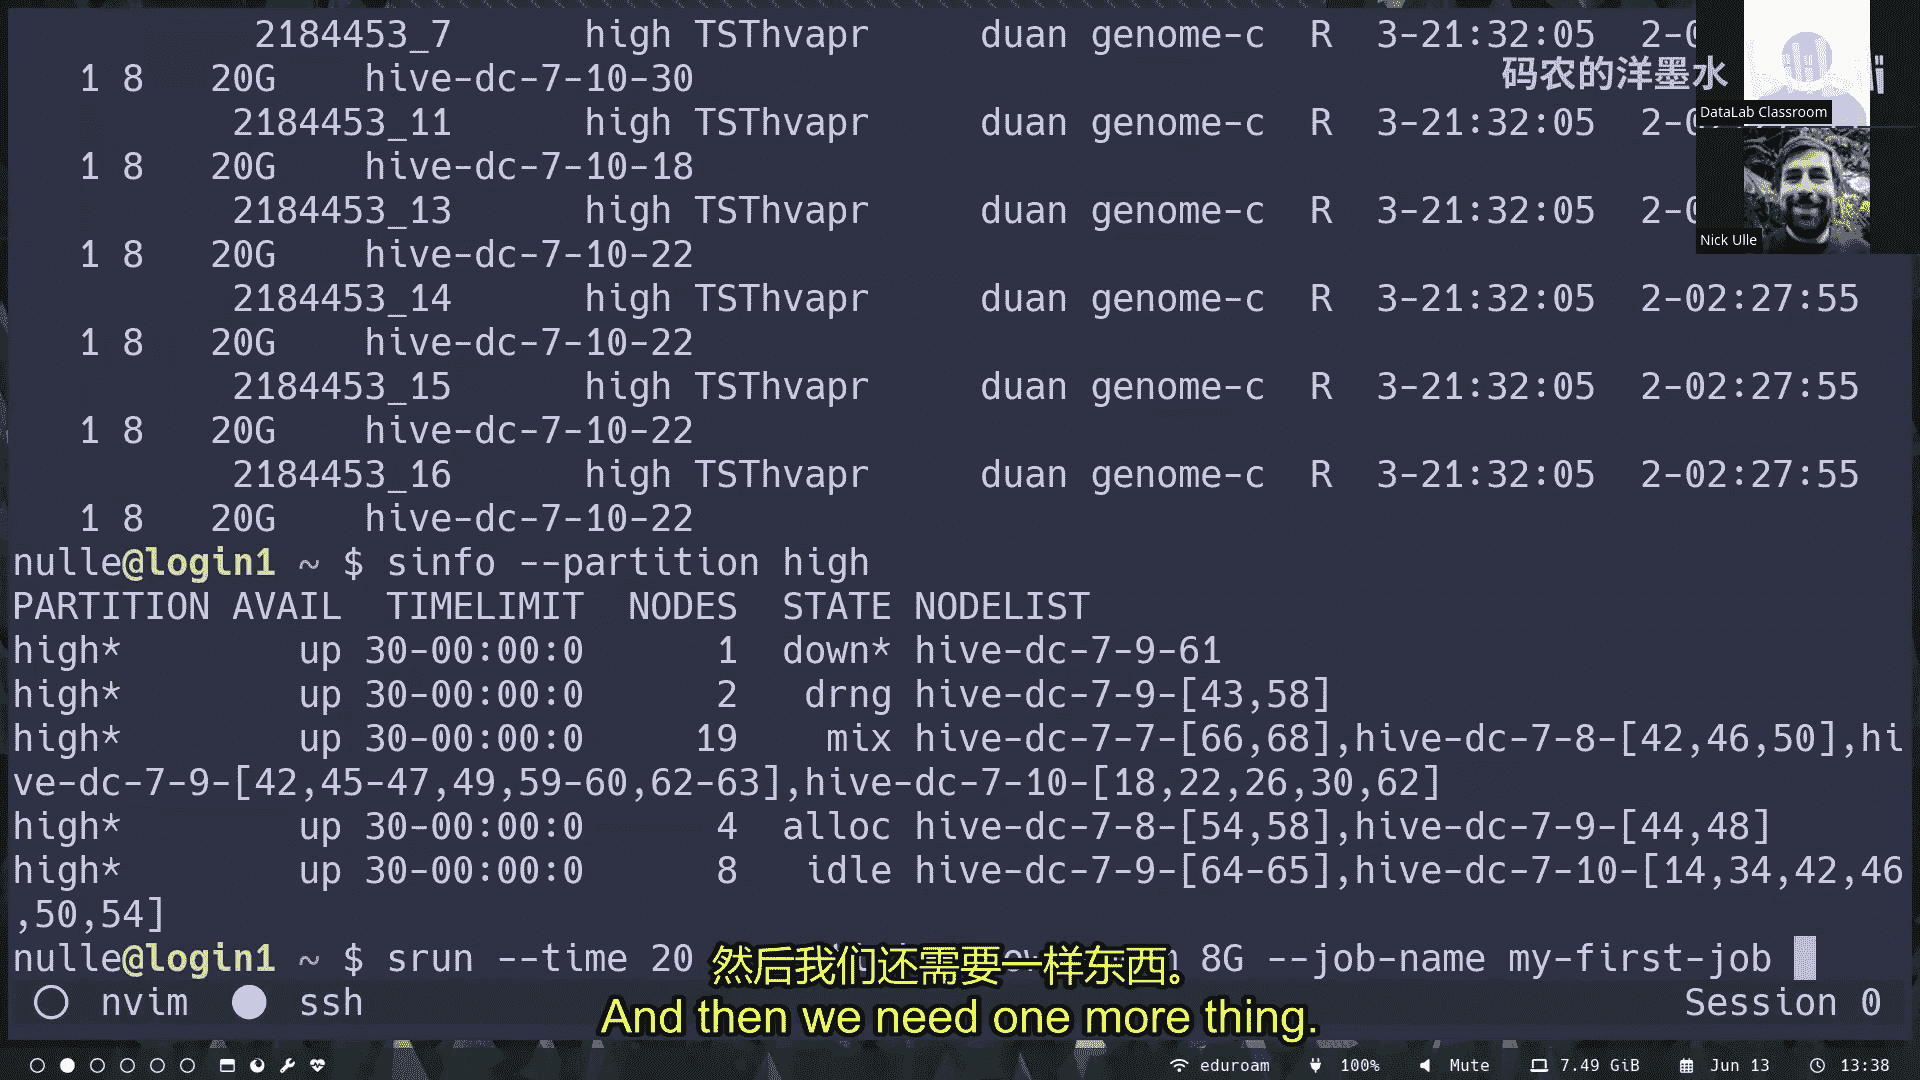 2184453_7 high TSThvapr duan genome-c R 3-21:32:05
码农的洋墨水
1 8 20G hive-dc-7-10-30
DataLab Classroom
2184453_11 high TSThvapr duan genome-c R 3-21:32:05
1 8 20G hive-dc-7-10-18
2184453_13 high TSThvapr duan genome-c R 3-21:32:05
Nick Ulle
1 8 20G hive-dc-7-10-22
2184453_14 high TSThvapr duan genome-c R 3-21:32:05 2-02:27:55
1 8 20G hive-dc-7-10-22
2184453_15 high TSThvapr duan genome-c R 3-21:32:05 2-02:27:55
1 8 20G hive-dc-7-10-22
2184453_16 high TSThvapr duan genome-c R 3-21:32:05 2-02:27:55
1 8 20G hive-dc-7-10-22
nulle@login1 ~ $ sinfo --partition high
PARTITION AVAIL TIMELIMIT NODES STATE NODELIST
high* up 30-00:00:0 1 down* hive-dc-7-9-61
high* up 30-00:00:0 2 drng hive-dc-7-9-[43,58]
high* up 30-00:00:0 19 mix hive-dc-7-7-[66,68],hive-dc-7-8-[42,46,50],hi
ve-dc-7-9-[42,45-47,49,59-60,62-63],hive-dc-7-10-[18,22,26,30,62]
high* up 30-00:00:0 4 alloc hive-dc-7-8-[54,58],hive-dc-7-9-[44,48]
high* up 30-00:00:0 8 idle hive-dc-7-9-[64-65],hive-dc-7-10-[14,34,42,46
,50,54]
nulle@login1 ~ $ srun --time 20 8G --job-name my-first-job
然后我们还需要一样东西。
nvim ssh Session 0
And then we need one more thing.
eduroam 100% Mute 7.49 GiB Jun 13 13:38